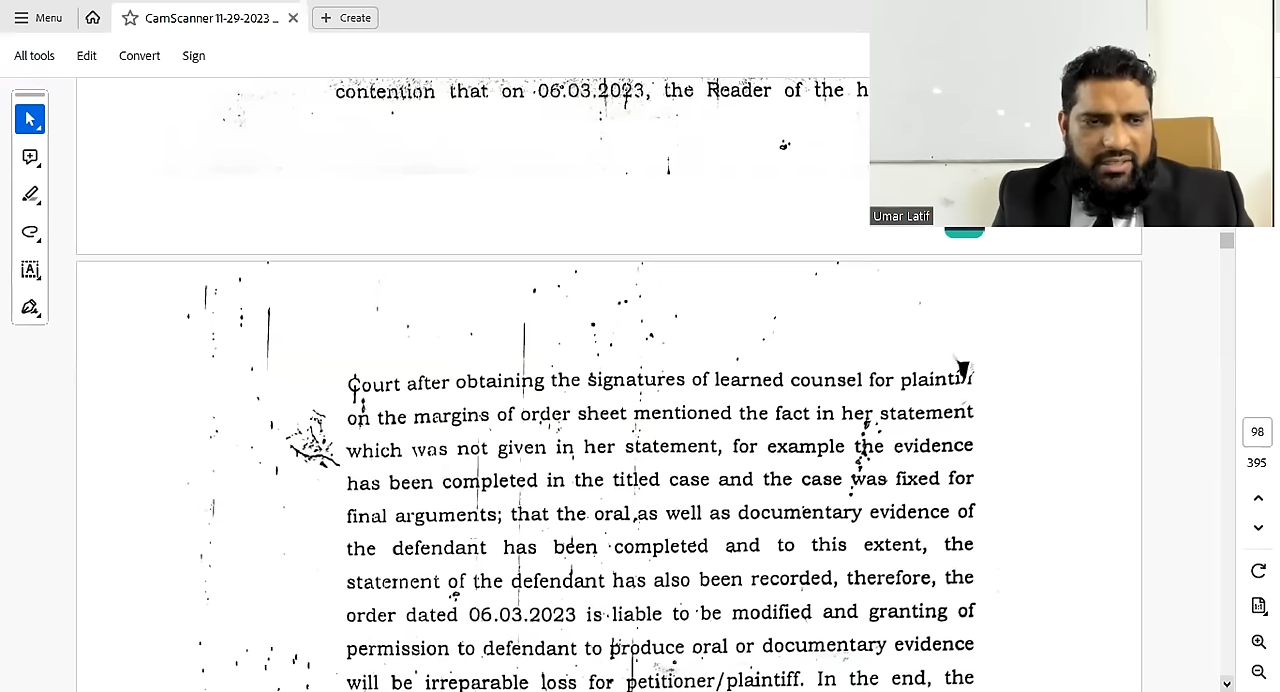 Menu
CamScanner 11-29-2023 ...
Create
All tools
Edit
Convert
Sign
contention that on 06.03.2023, the Reader of the h
Umar Latif
Court after obtaining the signatures of learned counsel for plaintiff
on the margins of order sheet mentioned the fact in her statement
which was not given in her statement, for example the evidence
has been completed in the titled case and the case was fixed for
final arguments; that the oral as well as documentary evidence of
the defendant has been completed and to this extent, the
statement of the defendant has also been recorded, therefore, the
order dated 06.03.2023 is liable to be modified and granting of
permission to defendant to produce oral or documentary evidence
will be irreparable loss for petitioner/plaintiff. In the end, the
98
395